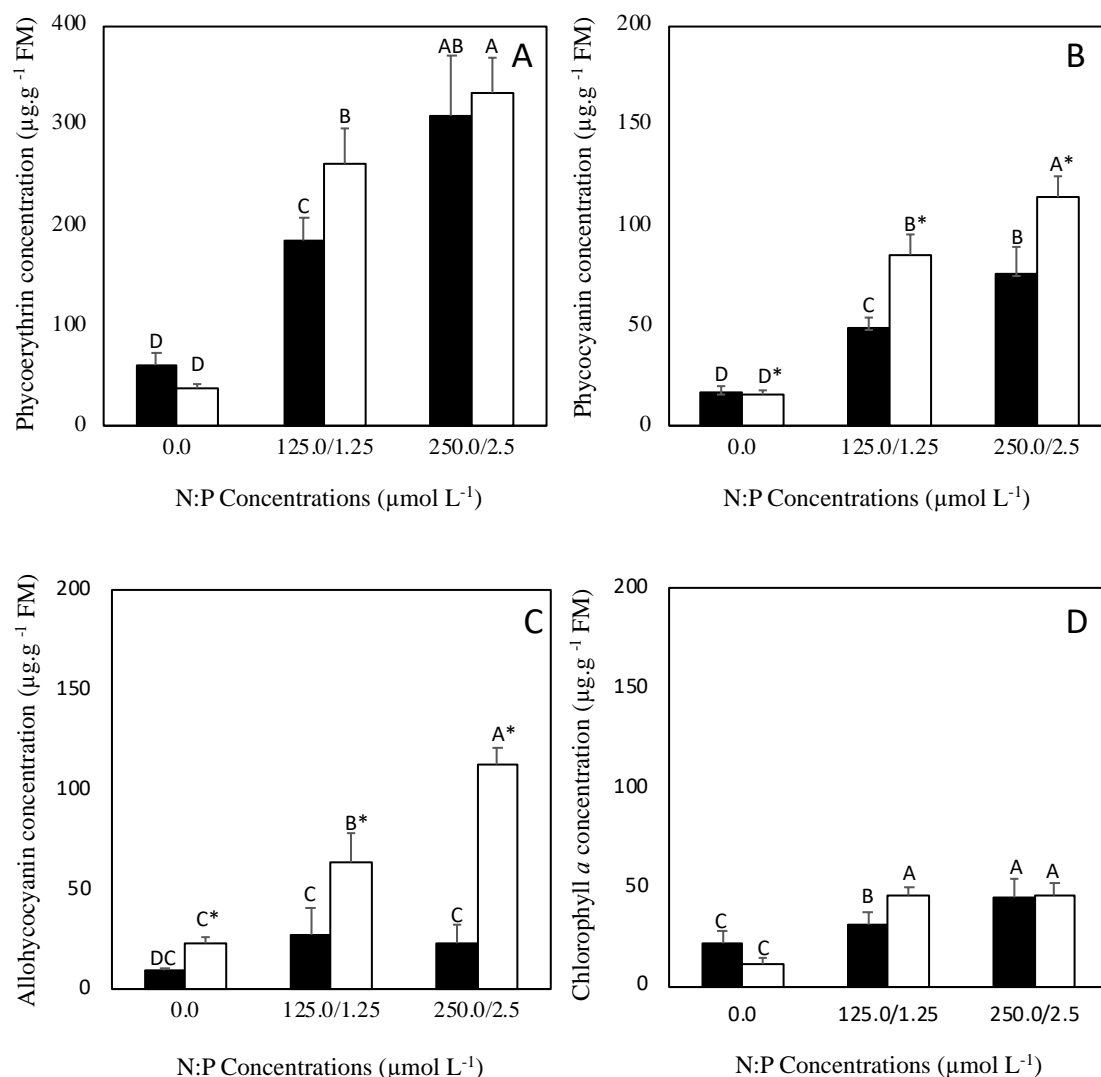 Phycoerythrin concentration (µg.g -1 FM)
400
300
200
100
0
A
D
D
C
B
AB
A
0.0
125.0/1.25
250.0/2.5
N:P Concentrations (µmol L-1)
Phycocyanin concentration (µg.g -1 FM)
200
150
100
50
0
B
D
D*
C
B*
B
A*
0.0
125.0/1.25
250.0/2.5
N:P Concentrations (µmol L-1)
Allohycocyanin concentration (µg.g -1 FM)
200
150
100
50
0
C
DC
C*
C
B*
C
A*
0.0
125.0/1.25
250.0/2.5
N:P Concentrations (µmol L-1)
Chlorophyll a concentration (µg.g -1 FM)
200
150
100
50
0
D
C
C
B
A
A
A
0.0
125.0/1.25
250.0/2.5
N:P Concentrations (µmol L-1)